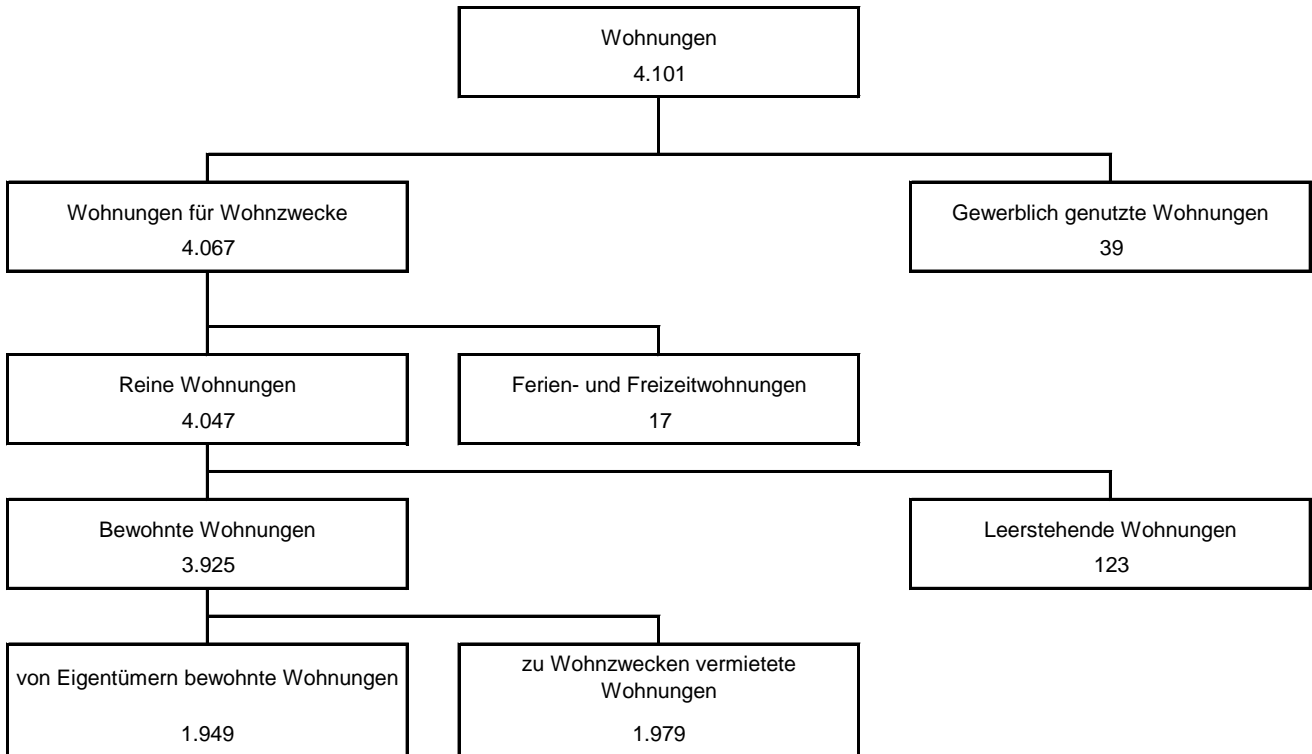 Wohnungen
4.101
Wohnungen für Wohnzwecke
4.067
Gewerblich genutzte Wohnungen
39
Reine Wohnungen
4.047
Ferien- und Freizeitwohnungen
17
Bewohnte Wohnungen
3.925
Leerstehende Wohnungen
123
von Eigentümern bewohnte Wohnungen
1.949
zu Wohnzwecken vermietete
Wohnungen
1.979